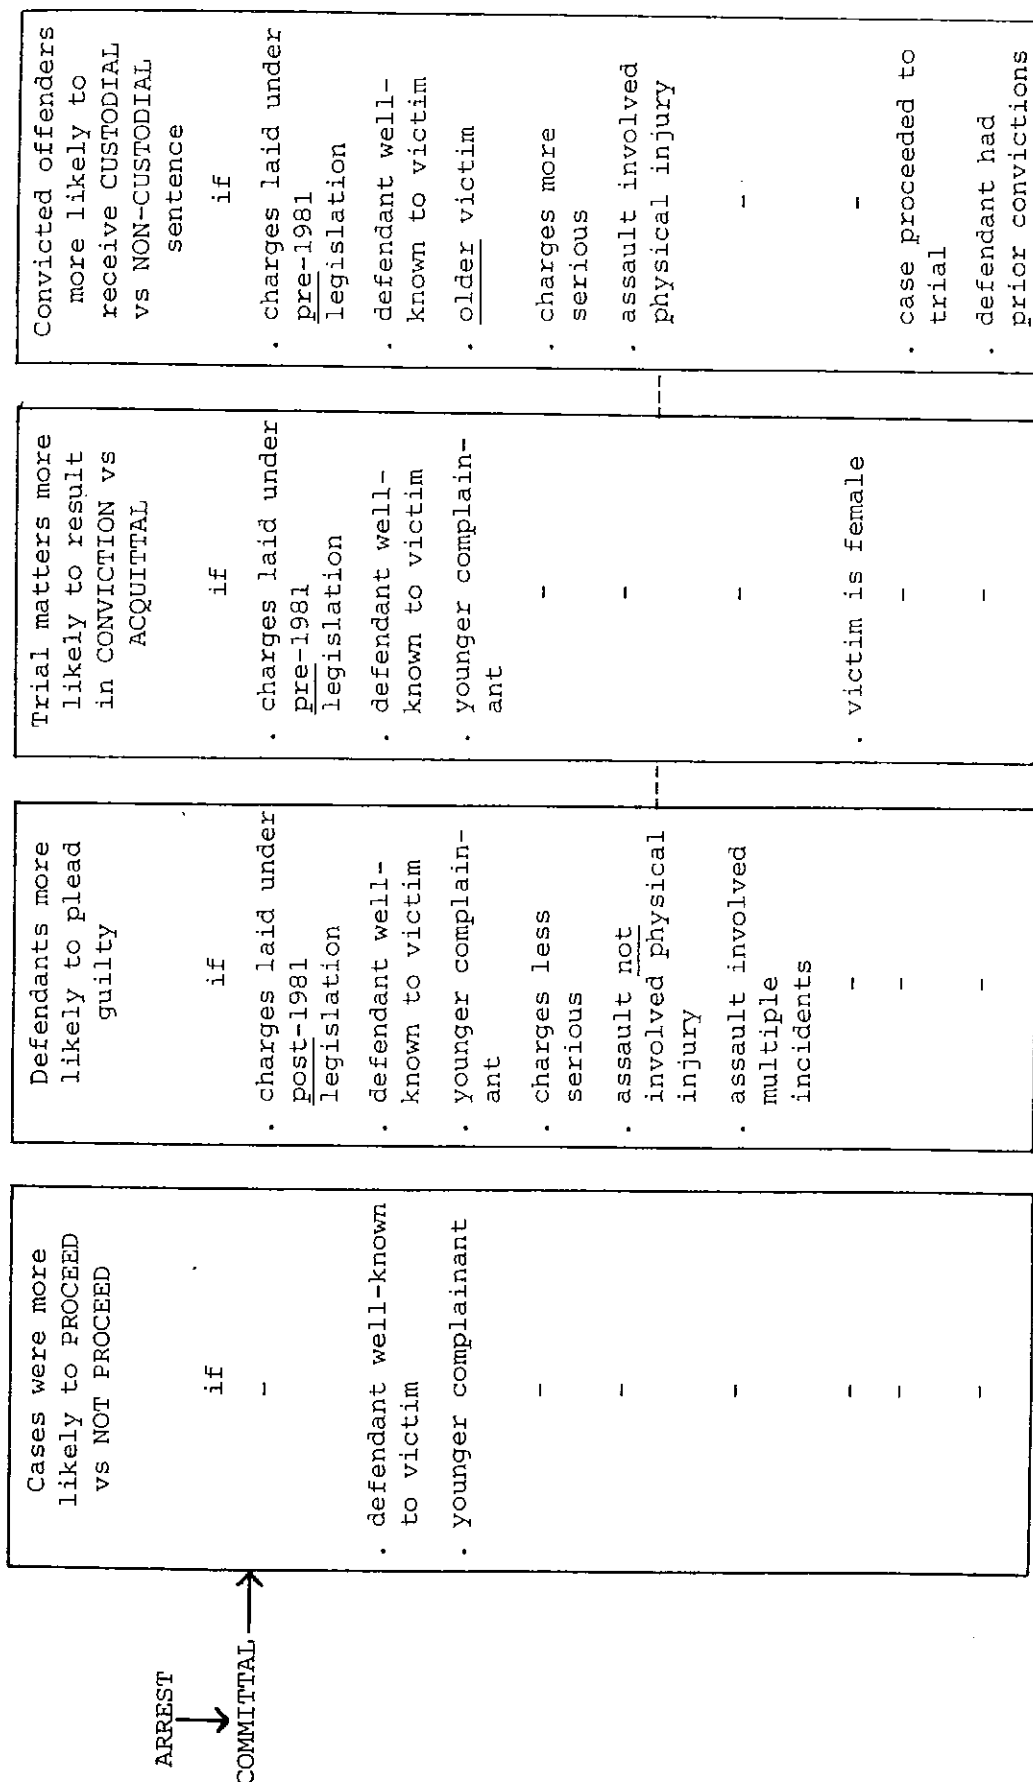 ARREST
COMMITTAL
Cases were more
likely to PROCEED
vs NOT PROCEED
if
-
. defendant well-known
to victim
. younger complainant
-
-
-
-
-
-
Defendants more
likely to plead
guilty
if
. charges laid under
post-1981
legislation
. defendant well-
known to victim
. younger complain-
ant
. charges less
serious
. assault not
involved physical
injury
. assault involved
multiple
incidents
-
-
-
Trial matters more
likely to result
in CONVICTION vs
ACQUITTAL
if
. charges laid under
pre-1981
legislation
. defendant well-
known to victim
. younger complain-
ant
-
-
-
. victim is female
-
-
Convicted offenders
more likely to
receive CUSTODIAL
vs NON-CUSTODIAL
sentence
if
. charges laid under
pre-1981
legislation
. defendant well-
known to victim
. older victim
. charges more
serious
. assault involved
physical injury
-
-
. case proceeded to
trial
. defendant had
prior convictions